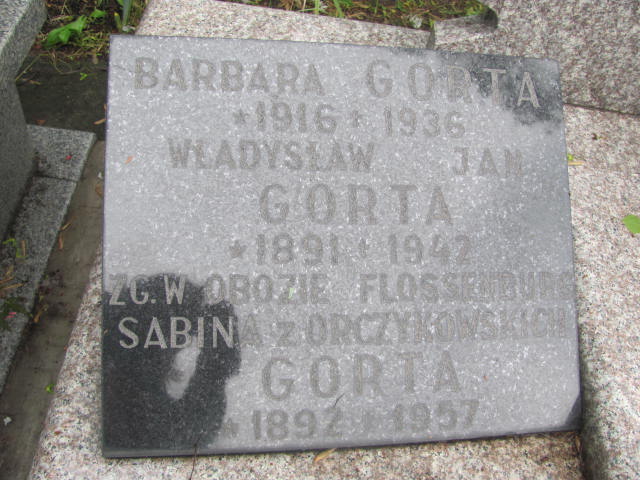 BARBARA GORTA
*1916 † 1936
WŁADYSŁAW JAN
GORTA
*1891 † 1942
ZG. W OBOZIE FLOSSENBURG
SABINA z ORCZYKOWSKICH
GORTA
*1892 † 1957